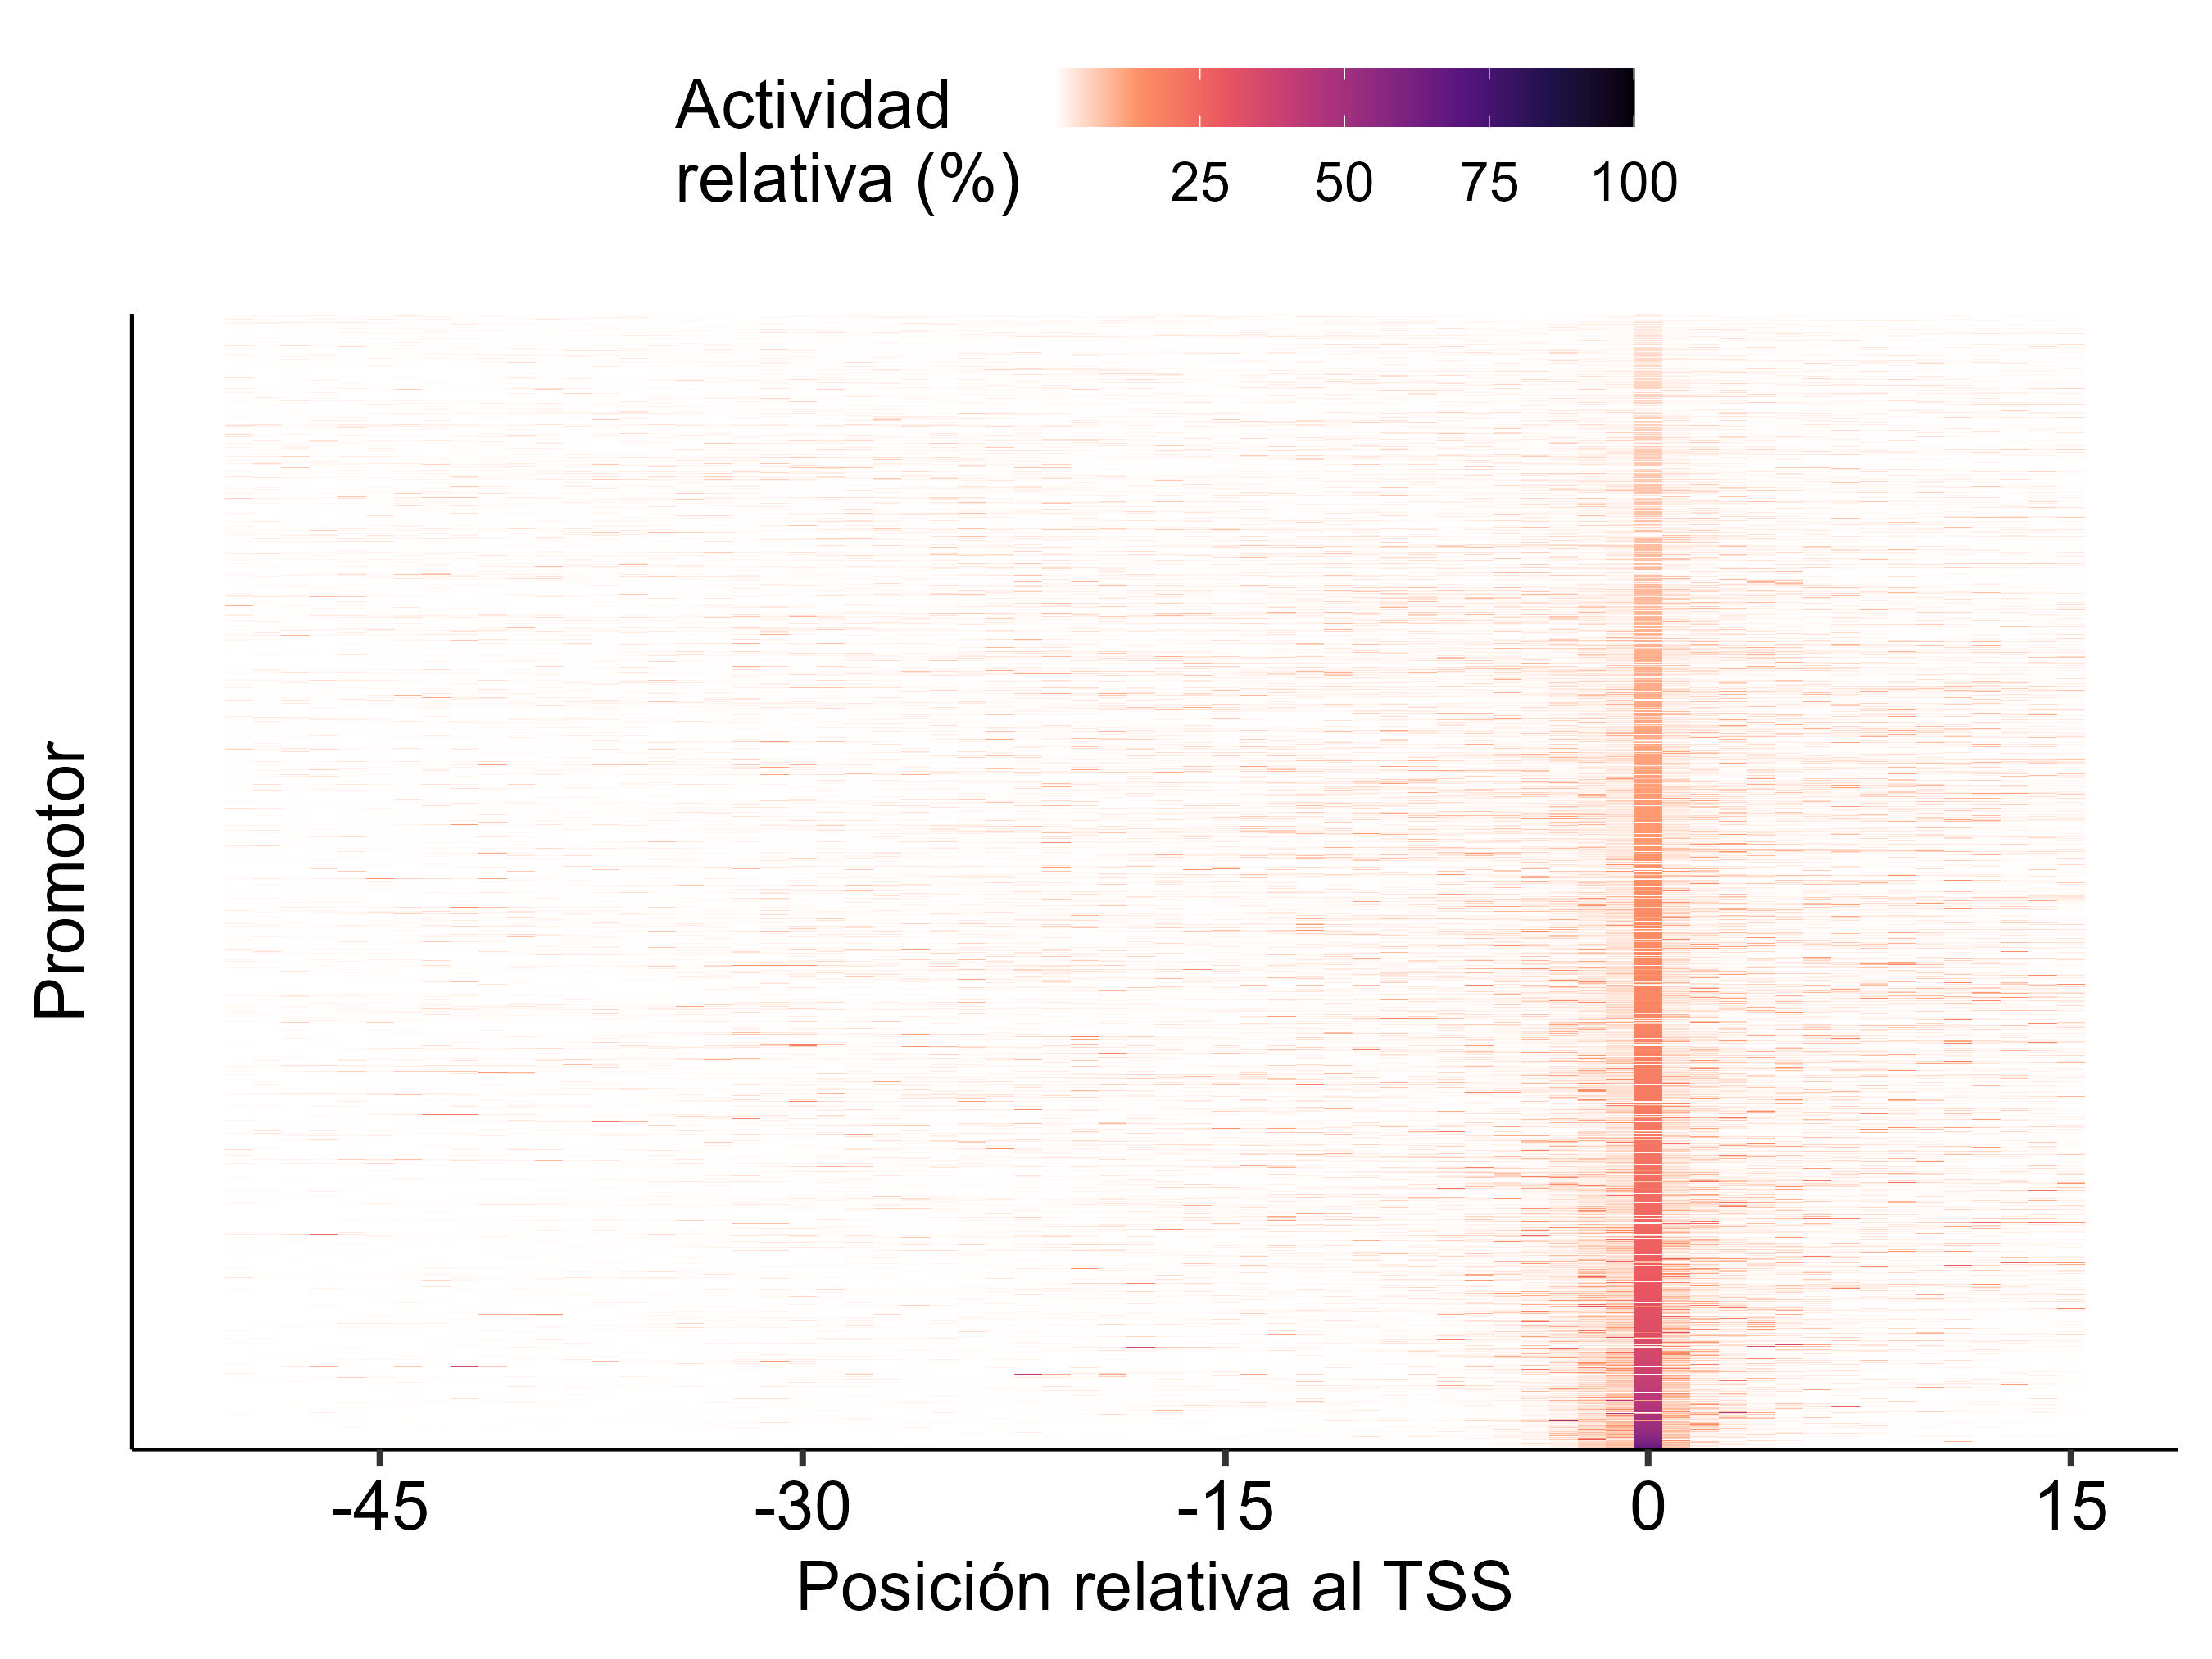 Actividad
relativa (%)
25 50 75 100
Promotor
-45 -30 -15 0 15
Posición relativa al TSS